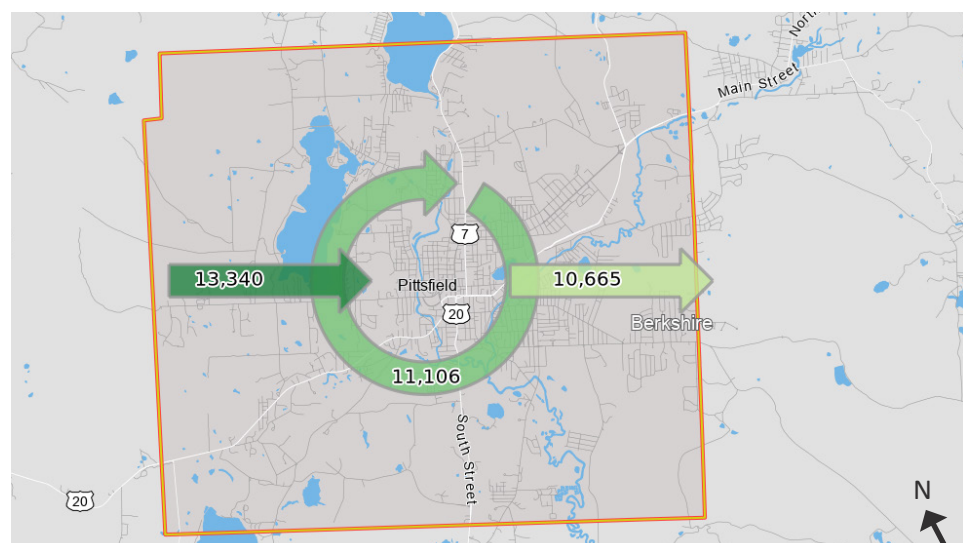 North
Main Street
7
13,340
Pittsfield
10,665
20
Berkshire
11,106
South Street
20
N